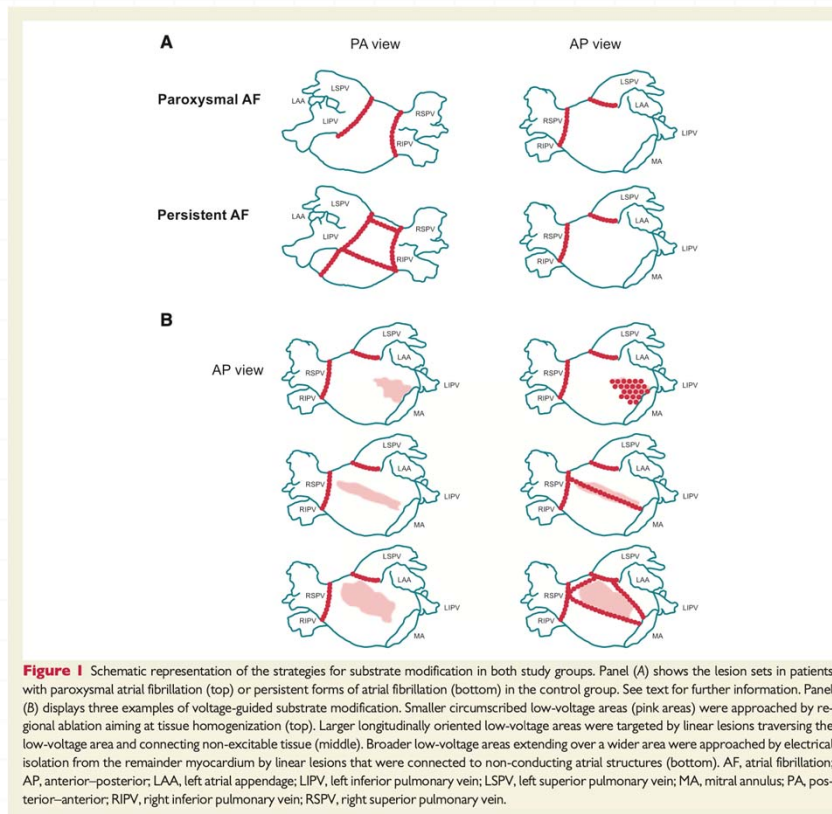 A
PA view
AP view
Paroxysmal AF
LSPV
LAA
LIPV
RSPV
RIPV
LSPV
LAA
RSPV
LIPV
RIPV
MA
Persistent AF
LSPV
LAA
LIPV
RSPV
RIPV
LSPV
LAA
RSPV
LIPV
RIPV
MA
B
AP view
LSPV
LAA
RSPV
LIPV
RIPV
MA
LSPV
LAA
RSPV
LIPV
RIPV
MA
LSPV
LAA
RSPV
LIPV
RIPV
MA
LSPV
LAA
RSPV
LIPV
RIPV
MA
LSPV
LAA
RSPV
LIPV
RIPV
MA
LSPV
LAA
RSPV
LIPV
RIPV
MA
Figure 1 Schematic representation of the strategies for substrate modification in both study groups. Panel (A) shows the lesion sets in patients
with paroxysmal atrial fibrillation (top) or persistent forms of atrial fibrillation (bottom) in the control group. See text for further information. Panel
(B) displays three examples of voltage-guided substrate modification. Smaller circumscribed low-voltage areas (pink areas) were approached by re-
gional ablation aiming at tissue homogenization (top). Larger longitudinally oriented low-voltage areas were targeted by linear lesions traversing the
low-voltage area and connecting non-excitable tissue (middle). Broader low-voltage areas extending over a wider area were approached by electrical
isolation from the remainder myocardium by linear lesions that were connected to non-conducting atrial structures (bottom). AF, atrial fibrillation;
AP, anterior–posterior; LAA, left atrial appendage; LIPV, left inferior pulmonary vein; LSPV, left superior pulmonary vein; MA, mitral annulus; PA, pos-
terior–anterior; RIPV, right inferior pulmonary vein; RSPV, right superior pulmonary vein.